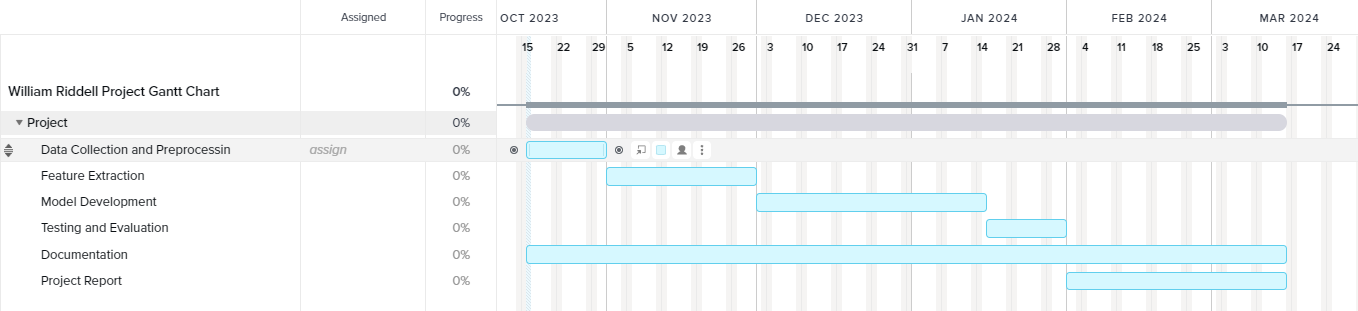 Assigned Progress OCT 2023 NOV 2023 DEC 2023 JAN 2024 FEB 2024 MAR 2024
15 22 29 5 12 19 26 3 10 17 24 31 7 14 21 28 4 11 18 25 3 10 17 24
William Riddell Project Gantt Chart 0%
Project 0%
Data Collection and Preprocessin assign 0%
Feature Extraction 0%
Model Development 0%
Testing and Evaluation 0%
Documentation 0%
Project Report 0%